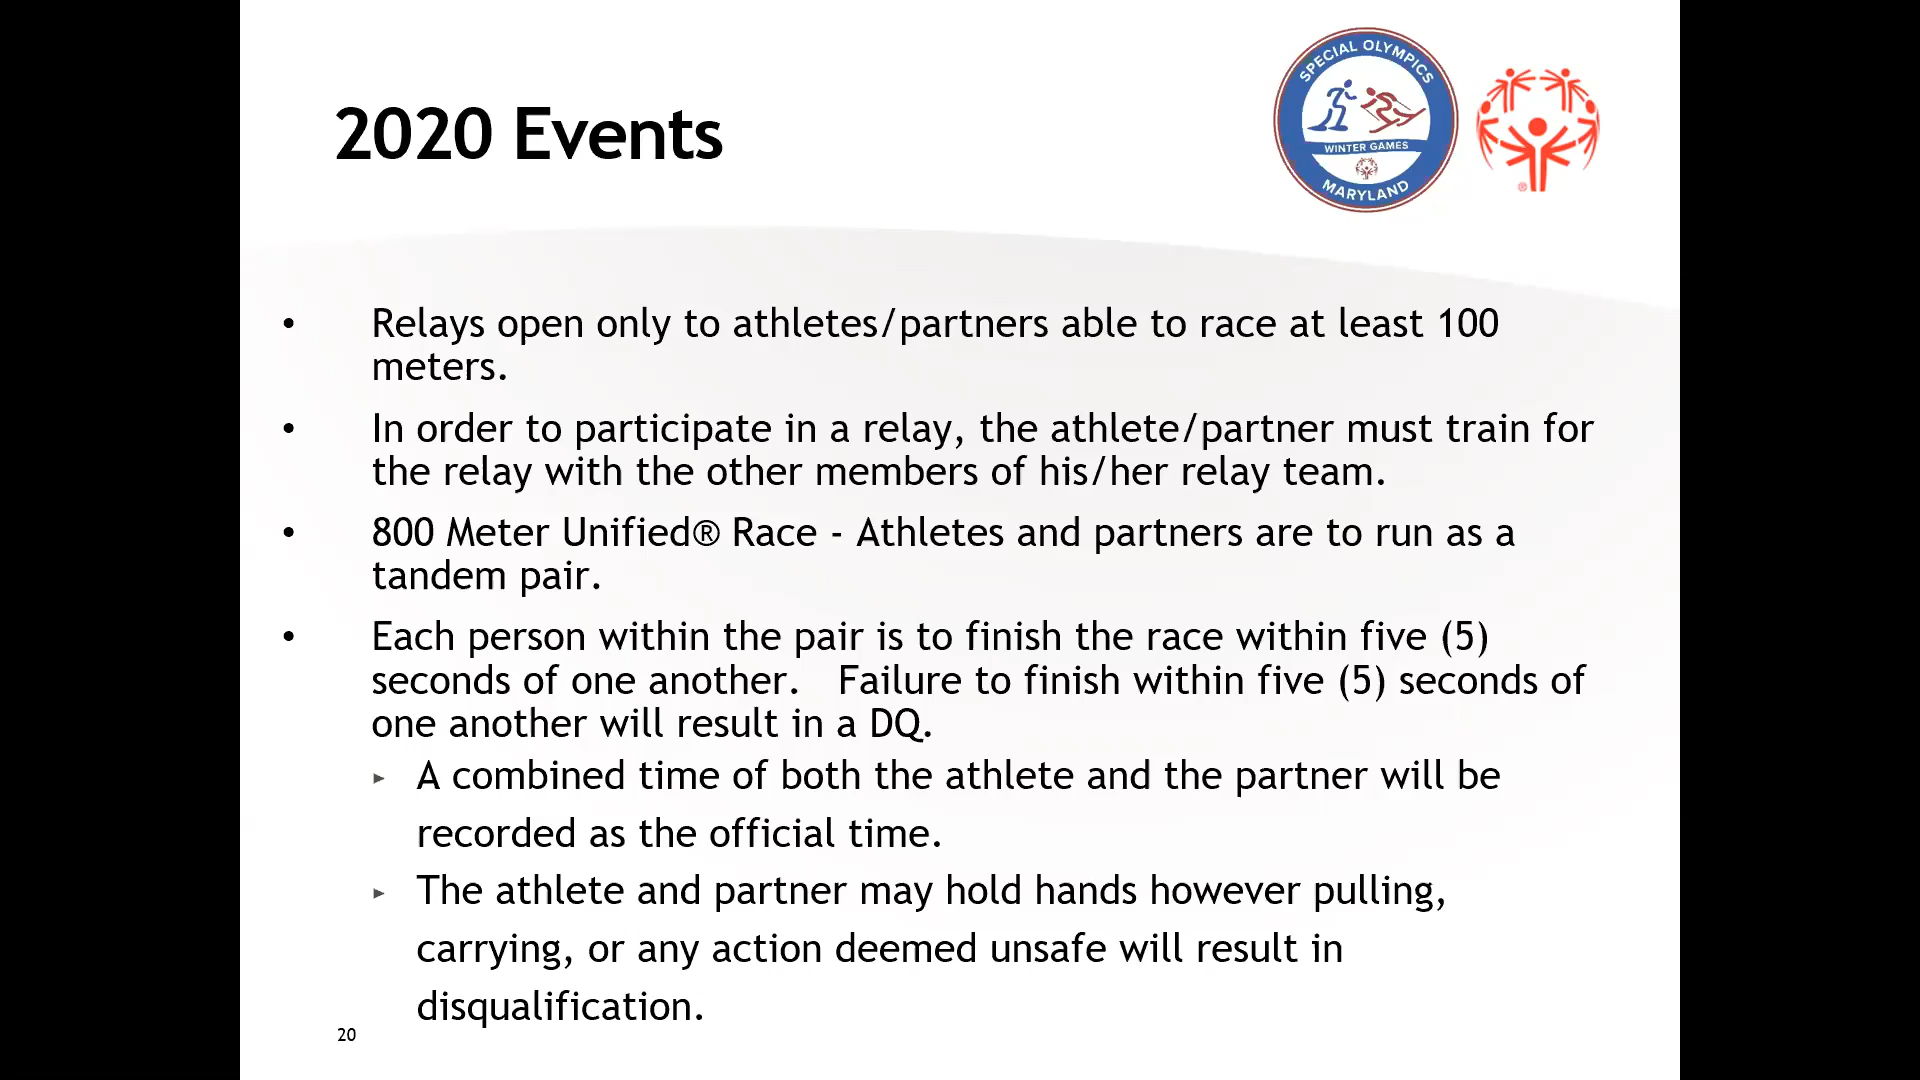 2020 Events
SPECIAL OLYMPICS
WINTER GAMES
MARYLAND
®
• Relays open only to athletes/partners able to race at least 100
meters.
• In order to participate in a relay, the athlete/partner must train for
the relay with the other members of his/her relay team.
• 800 Meter Unified® Race - Athletes and partners are to run as a
tandem pair.
• Each person within the pair is to finish the race within five (5)
seconds of one another. Failure to finish within five (5) seconds of
one another will result in a DQ.
► A combined time of both the athlete and the partner will be
recorded as the official time.
► The athlete and partner may hold hands however pulling,
carrying, or any action deemed unsafe will result in
disqualification.
20